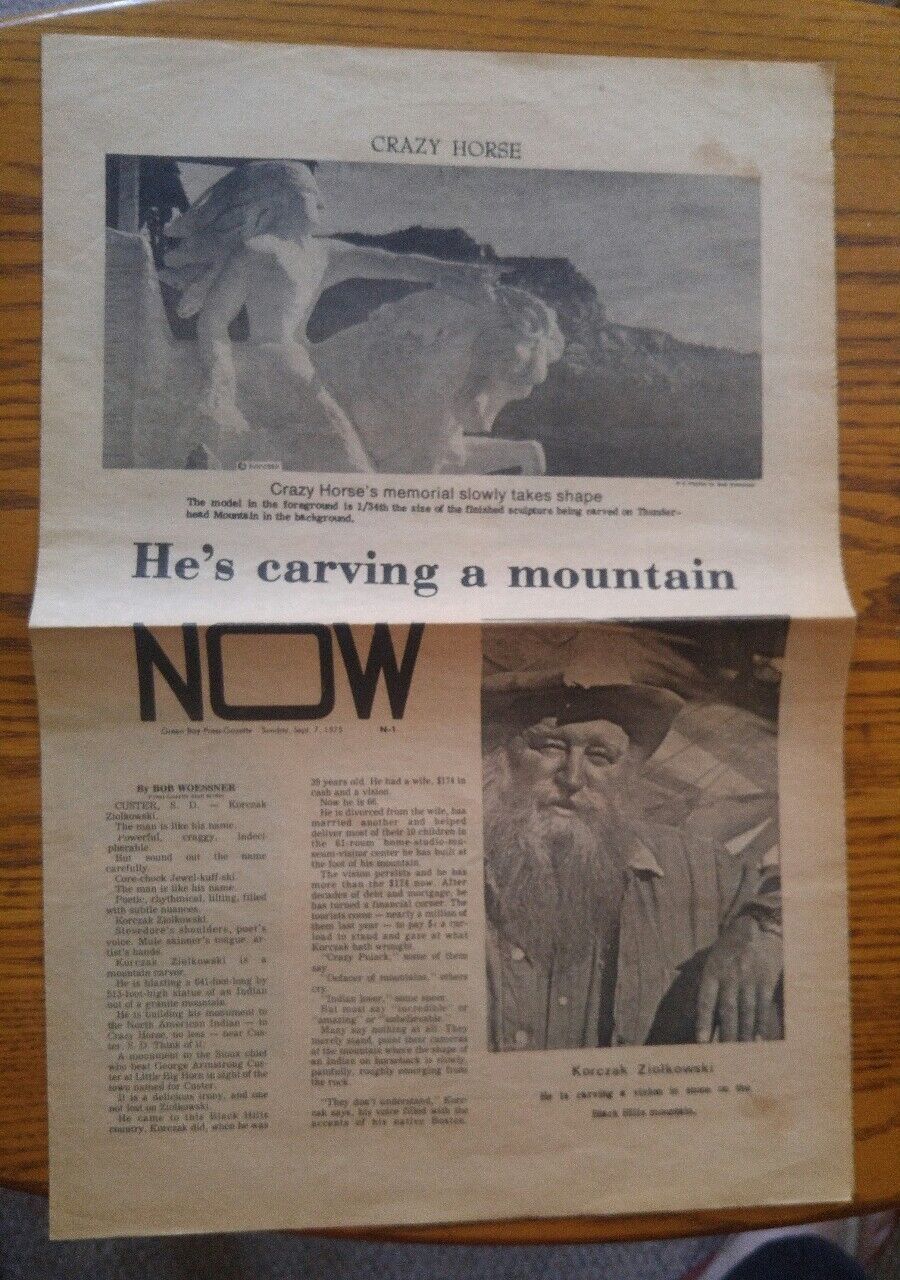 CRAZY HORSE
Crazy Horse's memorial slowly takes shape
The model in the foreground is 1/34th the size of the finished sculpture being carved on Thunder-
head Mountain in the background.
He's carving a mountain
NOW
Green Bay Press-Gazette Sunday, Sept. 7, 1975 N-1
By BOB WOESSNER
CUSTER, S. D. — Korczak
Ziolkowski.
The man is like his name.
Powerful, craggy, indeci-
pherable.
But sound out the name
carefully.
Core-chock Jewel-kuff-ski.
The man is like his name.
Poetic, rhythmical, lilting, filled
with subtle nuances.
Korczak Ziolkowski.
Stevedore's shoulders, poet's
voice. Mule skinner's tongue ar-
tist's hands.
Korczak Ziolkowski is a
mountain carver.
He is blasting a 641-foot-long by
563-foot-high statue of an Indian
out of a granite mountain.
He is building his monument to
the North American Indian — to
Crazy Horse, no less — near Cus-
ter, S. D. Think of it:
A monument to the Sioux chief
who beat George Armstrong Cus-
ter at Little Big Horn in sight of the
town named for Custer.
It is a delicious irony, and one
not lost on Ziolkowski.
He came to this Black Hills
country, Korczak did, when he was
39 years old. He had a wife, $174 in
cash and a vision.
Now he is 66.
He is divorced from the wife, has
married another and helped
deliver most of their 10 children in
the 61-room home-studio-mu-
seum-visitor center he has built at
the foot of his mountain.
The vision persists and he has
more than the $174 now. After
decades of debt and mortgage, he
has turned a financial corner. The
tourists come — nearly a million of
them last year — to pay a car-
load to stand and gaze at what
Korczak hath wrought.
"Crazy Polack," some of them
say.
"Defacer of mountains," others
cry.
"Indian lover," some sneer.
But most say "incredible" or
"amazing" or "unbelievable."
Many say nothing at all. They
merely stand, point their cameras
at the mountain where the shape of
an Indian on horseback is slowly,
painfully, roughly emerging from
the rock.
"They don't understand," Korc-
zak says, his voice filled with the
accents of his native Boston.
Korczak Ziolkowski
He is carving a vision in stone on the
Black Hills mountain.